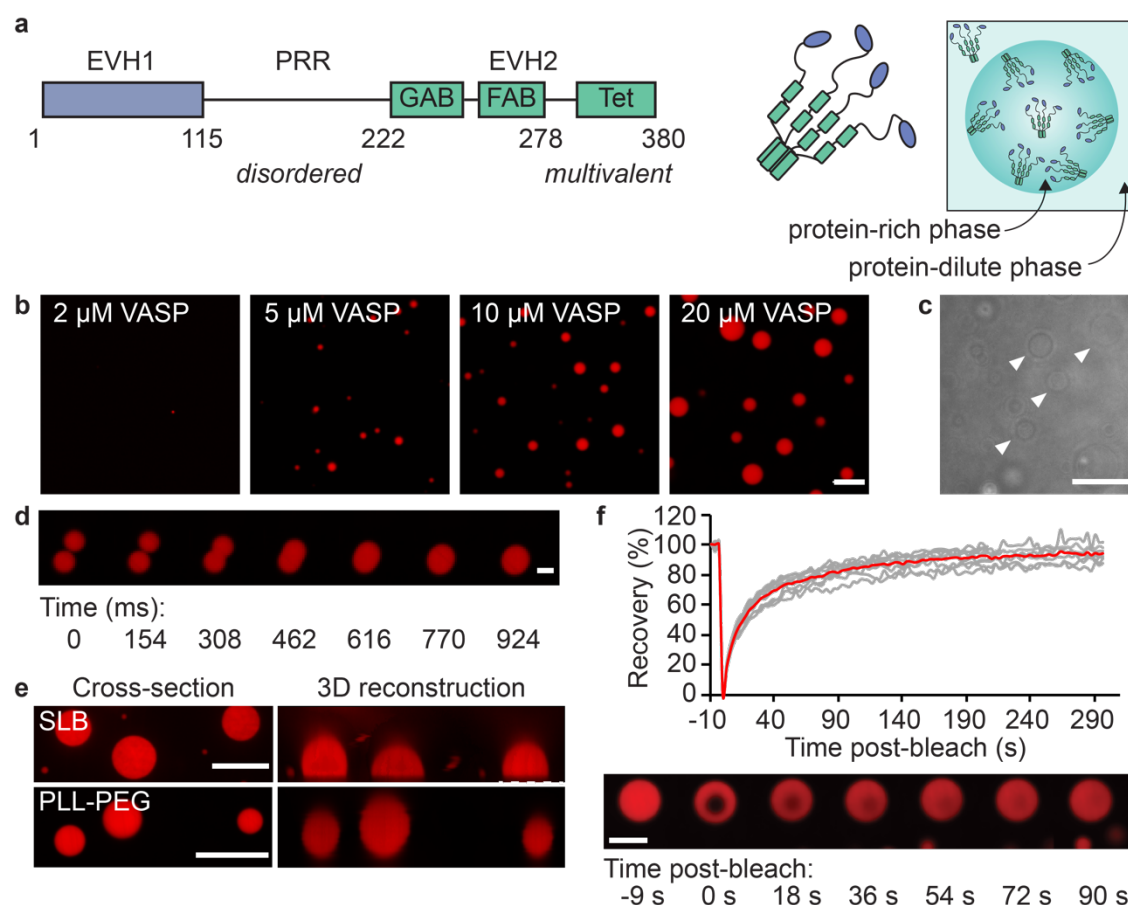 a
EVH1 PRR EVH2
GAB FAB Tet
1 115 222 278 380
disordered multivalent
protein-rich phase
protein-dilute phase
b
2 μM VASP 5 μM VASP 10 μM VASP 20 μM VASP
c
d
Time (ms):
0 154 308 462 616 770 924
e
Cross-section 3D reconstruction
SLB
PLL-PEG
f
120
100
80
60
40
20
0
Recovery (%)
-10 40 90 140 190 240 290
Time post-bleach (s)
Time post-bleach:
-9 s 0 s 18 s 36 s 54 s 72 s 90 s